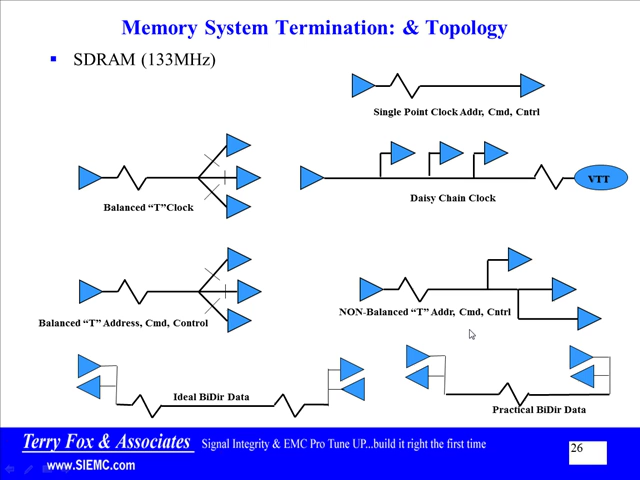 Memory System Termination: & Topology
SDRAM (133MHz)
Single Point Clock Addr, Cmd, Cntrl
Balanced “T”Clock
VTT
Daisy Chain Clock
Balanced “T” Address, Cmd, Control
NON-Balanced “T” Addr, Cmd, Cntrl
Ideal BiDir Data
Practical BiDir Data
Terry Fox & Associates Signal Integrity & EMC Pro Tune UP...build it right the first time
26
www.SIEMC.com